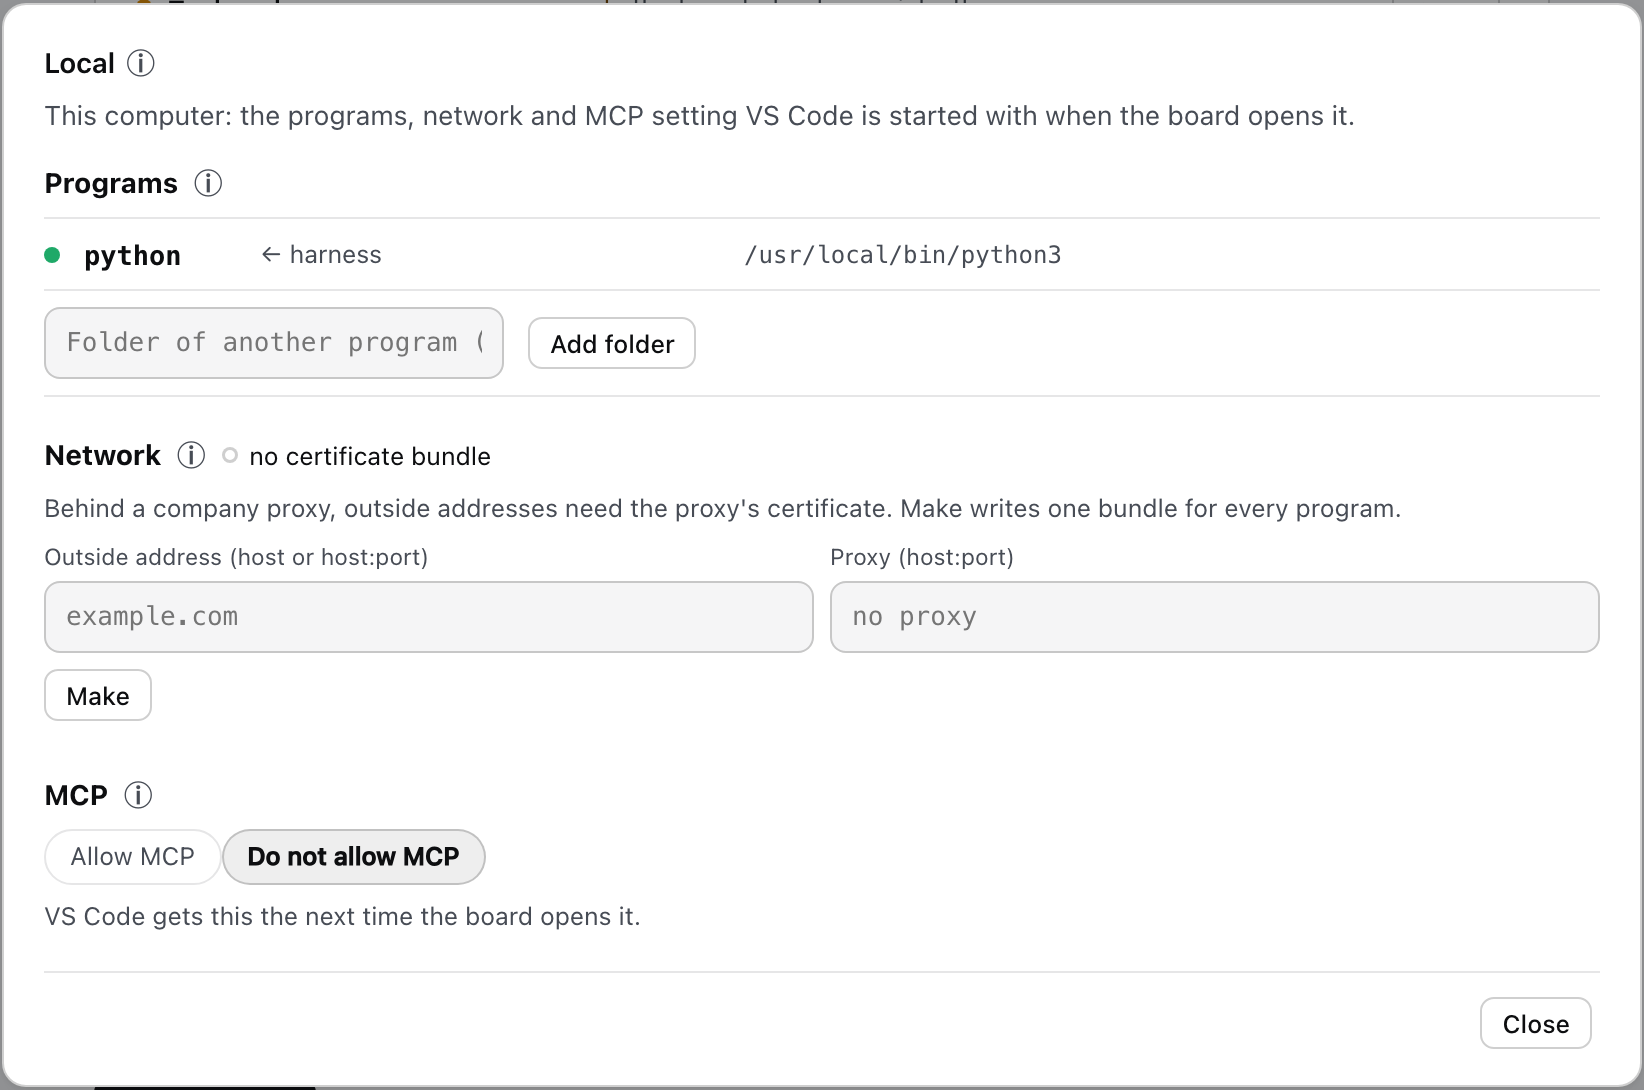 Local ⓘ
This computer: the programs, network and MCP setting VS Code is started with when the board opens it.
Programs ⓘ
python ← harness /usr/local/bin/python3
Folder of another program (
Add folder
Network ⓘ no certificate bundle
Behind a company proxy, outside addresses need the proxy's certificate. Make writes one bundle for every program.
Outside address (host or host:port) Proxy (host:port)
example.com no proxy
Make
MCP ⓘ
Allow MCP Do not allow MCP
VS Code gets this the next time the board opens it.
Close